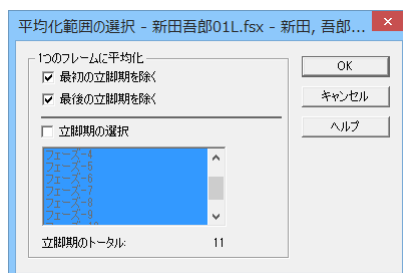 平均化範囲の選択 - 新田吾郎01L.fsx - 新田, 吾郎...
1つのフレームに平均化
最初の立脚期を除く
最後の立脚期を除く
立脚期の選択
フェーズ-4
フェーズ-5
フェーズ-6
フェーズ-7
フェーズ-8
フェーズ-9
立脚期のトータル: 11
OK
キャンセル
ヘルプ